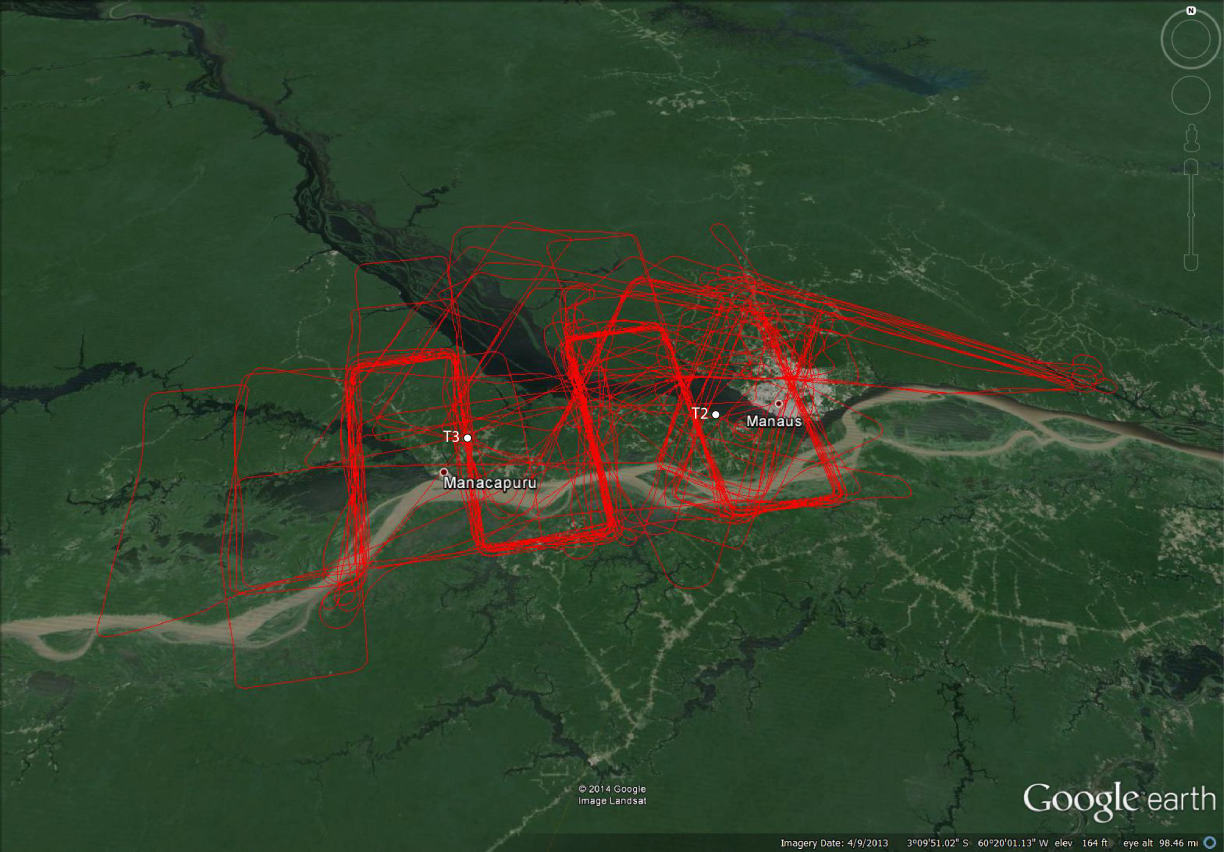 N
T3
T2
Manaus
Manacapuru
© 2014 Google
Image Landsat
Google earth
Imagery Date: 4/9/2013 3°09'51.02" S 60°20'01.13" W elev 164 ft eye alt 98.46 mi